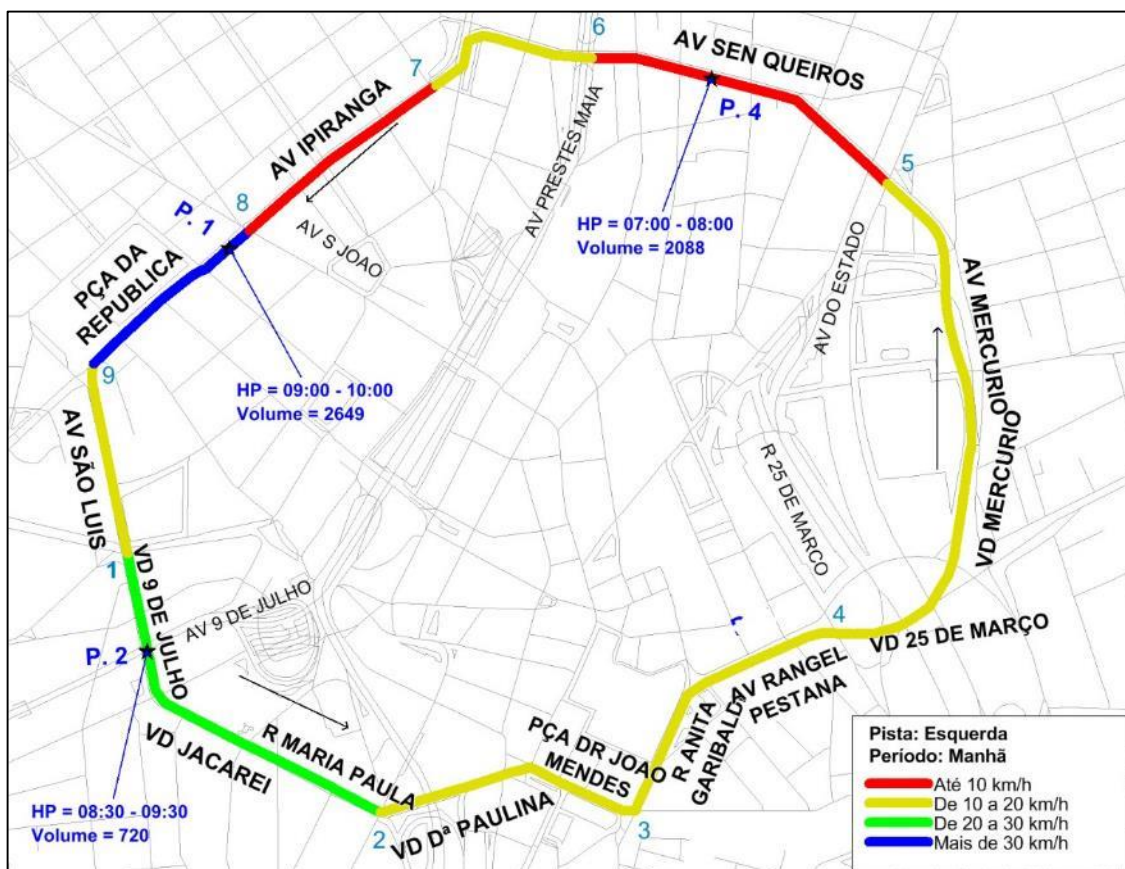 6
AV SEN QUEIROS
7
P. 4
AV IPIRANGA
AV PRESTES MAIA
5
8
P. 1
HP = 07:00 - 08:00
Volume = 2088
AV S JOAO
PÇA DA
REPUBLICA
AV DO ESTADO
AV MERCURIO
9
HP = 09:00 - 10:00
Volume = 2649
AV SÃO LUIS
R 25 DE MARÇO
VD MERCURIO
1
VD 9 DE JULHO
AV 9 DE JULHO
4
VD 25 DE MARÇO
P. 2
AV RANGEL
PESTANA
R ANITA
GARIBALDI
PÇA DR JOAO
MENDES
R MARIA PAULA
VD JACAREI
VD Dª PAULINA
2
3
HP = 08:30 - 09:30
Volume = 720
Pista: Esquerda
Período: Manhã
Até 10 km/h
De 10 a 20 km/h
De 20 a 30 km/h
Mais de 30 km/h